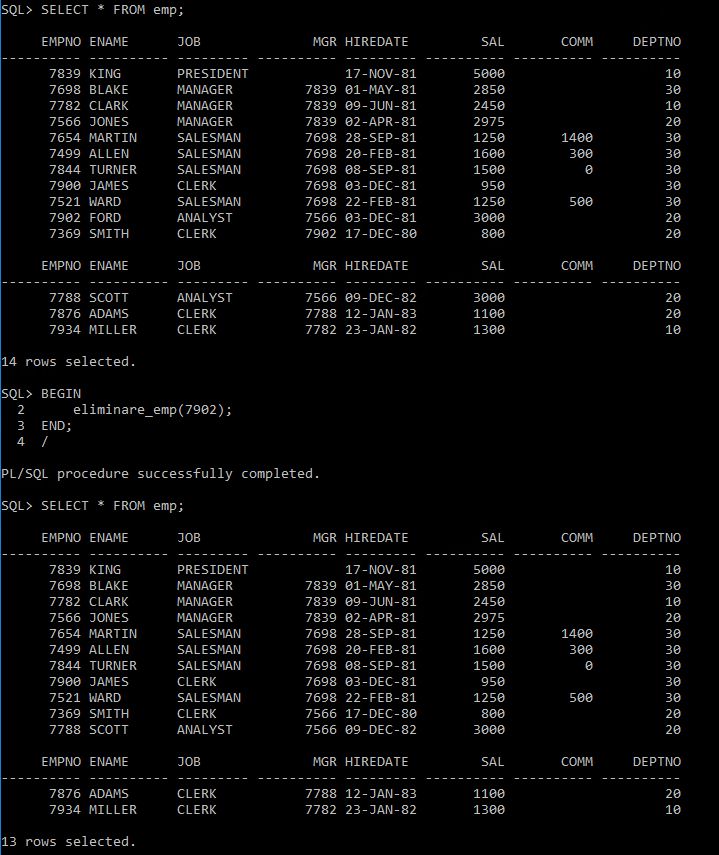 SQL> SELECT * FROM emp;
     EMPNO ENAME      JOB              MGR HIREDATE         SAL       COMM     DEPTNO
---------- ---------- --------- ---------- --------- ---------- ---------- ----------
      7839 KING       PRESIDENT            17-NOV-81       5000                    10
      7698 BLAKE      MANAGER         7839 01-MAY-81       2850                    30
      7782 CLARK      MANAGER         7839 09-JUN-81       2450                    10
      7566 JONES      MANAGER         7839 02-APR-81       2975                    20
      7654 MARTIN     SALESMAN        7698 28-SEP-81       1250       1400         30
      7499 ALLEN      SALESMAN        7698 20-FEB-81       1600        300         30
      7844 TURNER     SALESMAN        7698 08-SEP-81       1500          0         30
      7900 JAMES      CLERK           7698 03-DEC-81        950                    30
      7521 WARD       SALESMAN        7698 22-FEB-81       1250        500         30
      7902 FORD       ANALYST         7566 03-DEC-81       3000                    20
      7369 SMITH      CLERK           7902 17-DEC-80        800                    20
     EMPNO ENAME      JOB              MGR HIREDATE         SAL       COMM     DEPTNO
---------- ---------- --------- ---------- --------- ---------- ---------- ----------
      7788 SCOTT      ANALYST         7566 09-DEC-82       3000                    20
      7876 ADAMS      CLERK           7788 12-JAN-83       1100                    20
      7934 MILLER     CLERK           7782 23-JAN-82       1300                    10
14 rows selected.
SQL> BEGIN
  2      eliminare_emp(7902);
  3  END;
  4  /
PL/SQL procedure successfully completed.
SQL> SELECT * FROM emp;
     EMPNO ENAME      JOB              MGR HIREDATE         SAL       COMM     DEPTNO
---------- ---------- --------- ---------- --------- ---------- ---------- ----------
      7839 KING       PRESIDENT            17-NOV-81       5000                    10
      7698 BLAKE      MANAGER         7839 01-MAY-81       2850                    30
      7782 CLARK      MANAGER         7839 09-JUN-81       2450                    10
      7566 JONES      MANAGER         7839 02-APR-81       2975                    20
      7654 MARTIN     SALESMAN        7698 28-SEP-81       1250       1400         30
      7499 ALLEN      SALESMAN        7698 20-FEB-81       1600        300         30
      7844 TURNER     SALESMAN        7698 08-SEP-81       1500          0         30
      7900 JAMES      CLERK           7698 03-DEC-81        950                    30
      7521 WARD       SALESMAN        7698 22-FEB-81       1250        500         30
      7369 SMITH      CLERK           7566 17-DEC-80        800                    20
      7788 SCOTT      ANALYST         7566 09-DEC-82       3000                    20
     EMPNO ENAME      JOB              MGR HIREDATE         SAL       COMM     DEPTNO
---------- ---------- --------- ---------- --------- ---------- ---------- ----------
      7876 ADAMS      CLERK           7788 12-JAN-83       1100                    20
      7934 MILLER     CLERK           7782 23-JAN-82       1300                    10
13 rows selected.